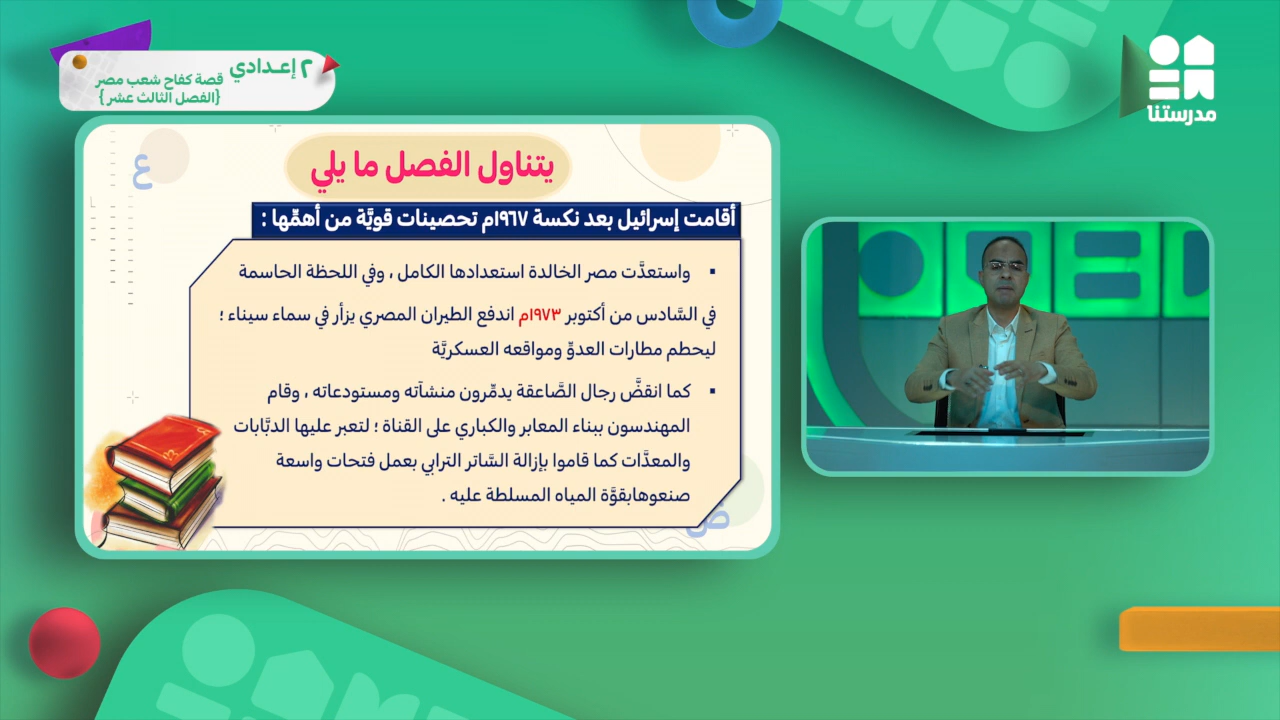 ٢ إعـدادي
قصة كفاح شعب مصر
{الفصل الثالث عشر}
مدرستنا
يتناول الفصل ما يلي
أقامت إسرائيل بعد نكسة ١٩٦٧م تحصينات قويَّة من أهمِّها :
▪ واستعدَّت مصر الخالدة استعدادها الكامل ، وفي اللحظة الحاسمة
في السَّادس من أكتوبر ١٩٧٣م اندفع الطيران المصري يزأر في سماء سيناء ؛
ليحطم مطارات العدوِّ ومواقعه العسكريَّة
▪ كما انقضَّ رجال الصَّاعقة يدمِّرون منشآته ومستودعاته ، وقام
المهندسون ببناء المعابر والكباري على القناة ؛ لتعبر عليها الدبَّابات
والمعدَّات كما قاموا بإزالة السَّاتر الترابي بعمل فتحات واسعة
صنعوهابقوَّة المياه المسلطة عليه .
ع
ض